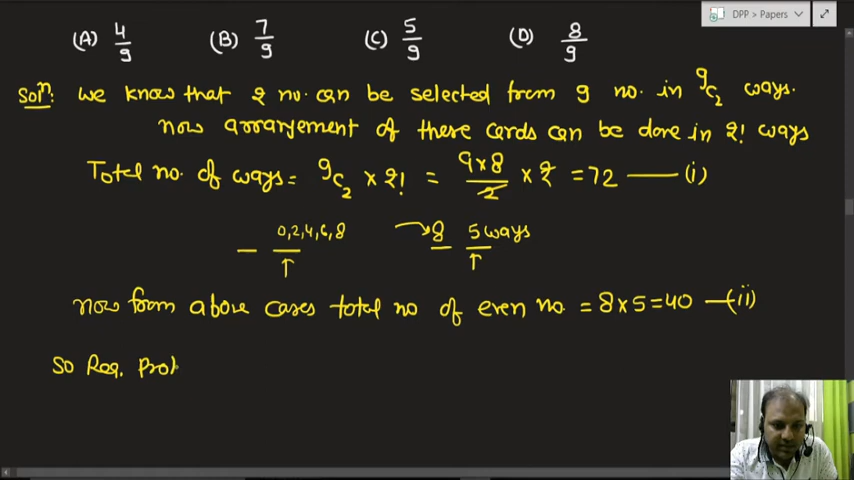 DPP > Papers
(A) 4/9 (B) 7/9 (C) 5/9 (D) 8/9
Solⁿ: We know that 2 no. can be selected from 9 no. in ⁹C₂ ways.
now arrangement of these cards can be done in 2! ways
Total no. of ways = ⁹C₂ × 2! = 9×8/2 × 2 = 72 — (i)
0,2,4,6,8 → 8 5 ways
now from above cases total no of even no. = 8×5=40 — (ii)
So Req. Prob